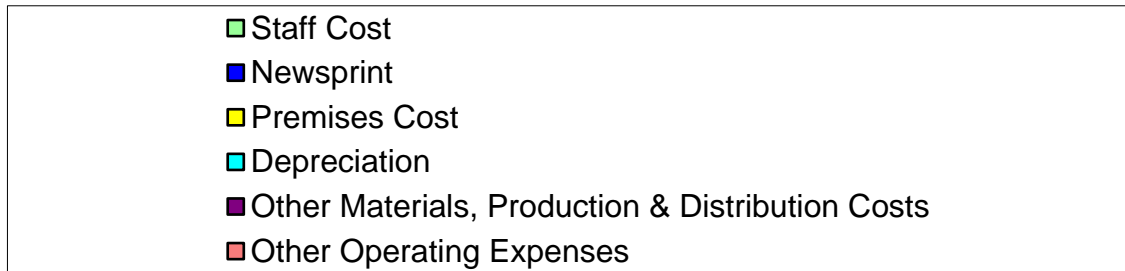 Staff Cost
Newsprint
Premises Cost
Depreciation
Other Materials, Production & Distribution Costs
Other Operating Expenses